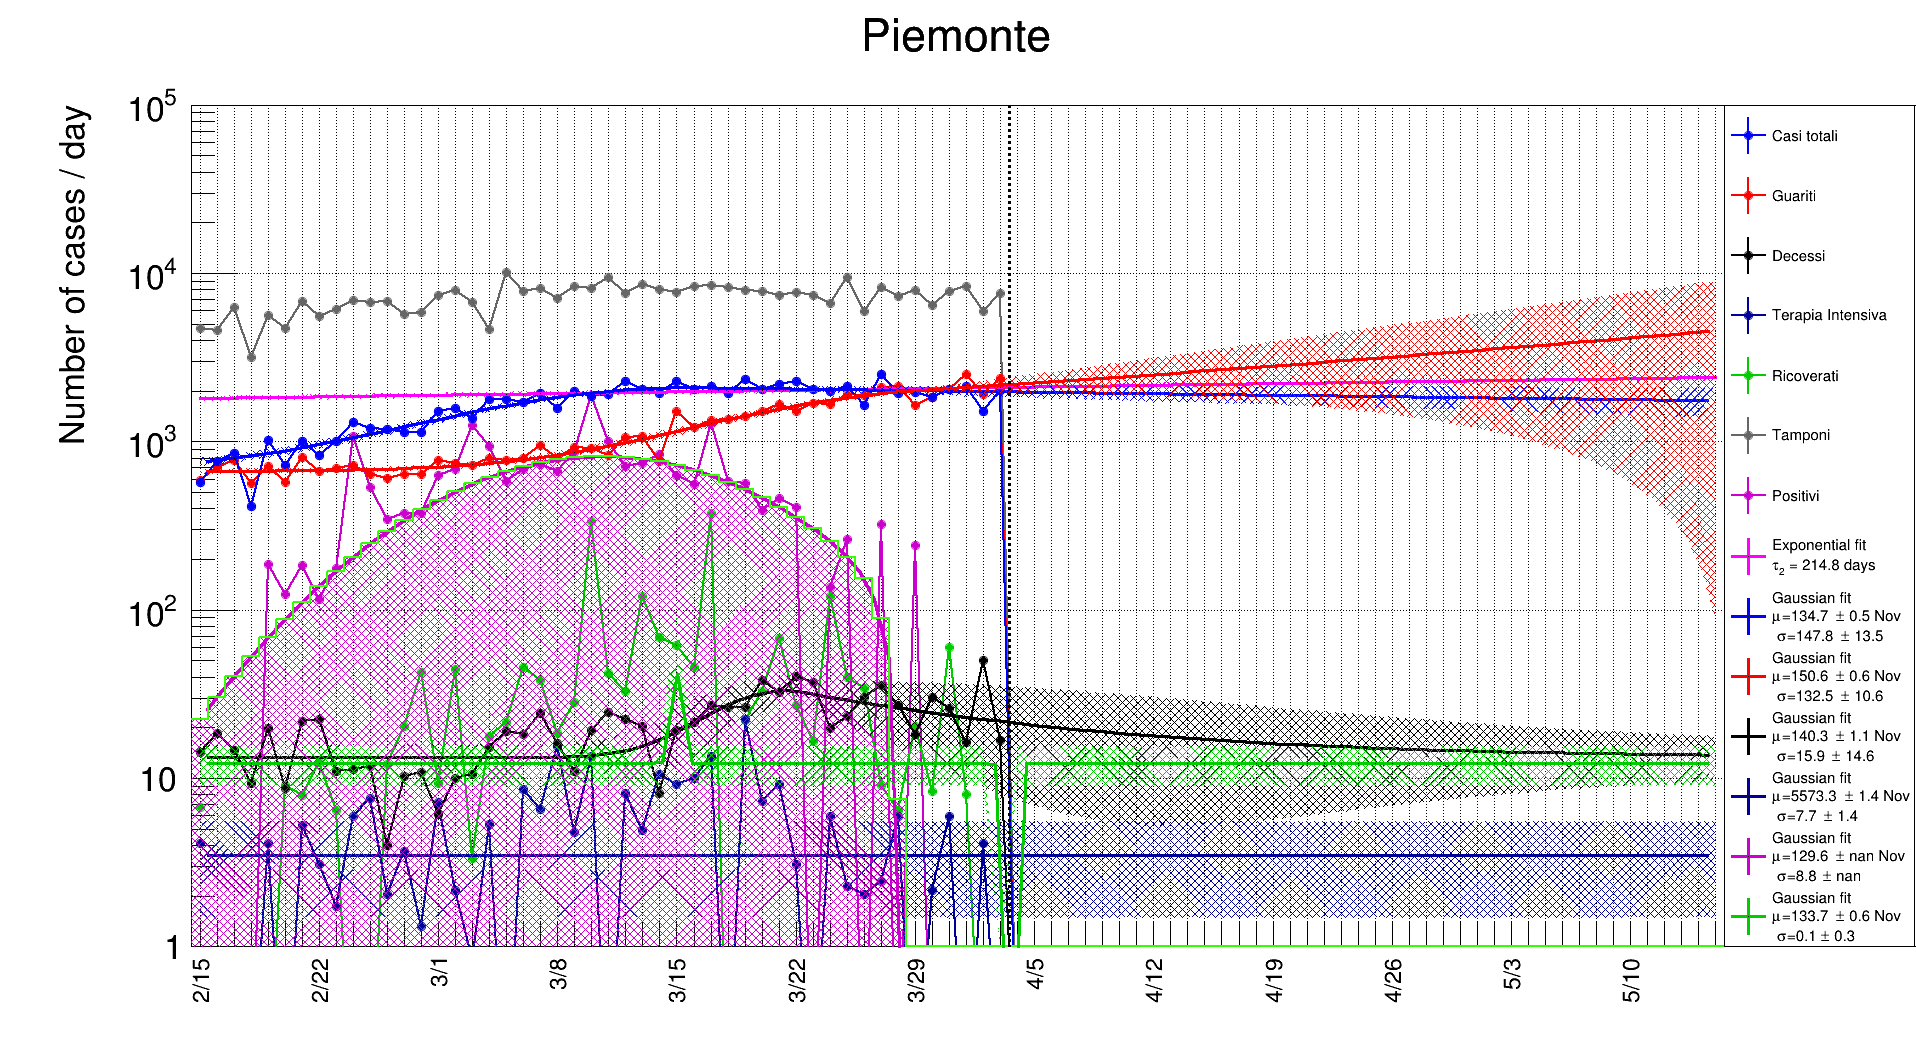 Piemonte
Number of cases / day
10^5
10^4
10^3
10^2
10
1
2/15
2/22
3/1
3/8
3/15
3/22
3/29
4/5
4/12
4/19
4/26
5/3
5/10
Casi totali
Guariti
Decessi
Terapia Intensiva
Ricoverati
Tamponi
Positivi
Exponential fit
τ₂ = 214.8 days
Gaussian fit
μ=134.7 ± 0.5 Nov
σ=147.8 ± 13.5
Gaussian fit
μ=150.6 ± 0.6 Nov
σ=132.5 ± 10.6
Gaussian fit
μ=140.3 ± 1.1 Nov
σ=15.9 ± 14.6
Gaussian fit
μ=5573.3 ± 1.4 Nov
σ=7.7 ± 1.4
Gaussian fit
μ=129.6 ± nan Nov
σ=8.8 ± nan
Gaussian fit
μ=133.7 ± 0.6 Nov
σ=0.1 ± 0.3